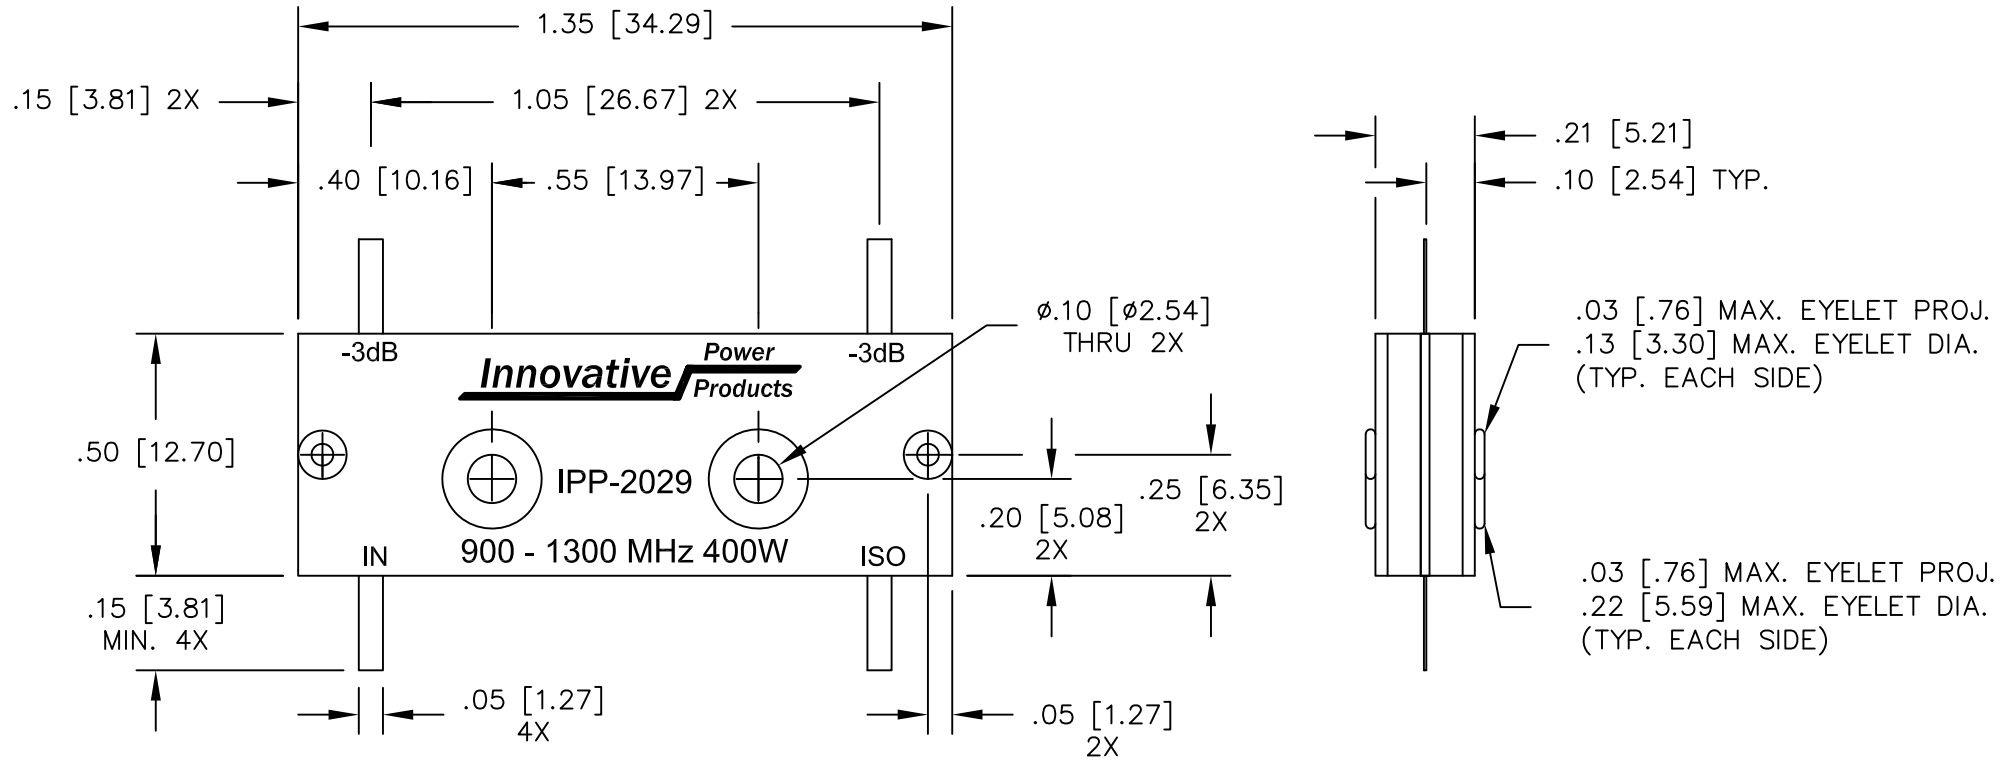 1.35 [34.29]
.15 [3.81] 2X
1.05 [26.67] 2X
.40 [10.16]
.55 [13.97]
.21 [5.21]
.10 [2.54] TYP.
ø.10 [ø2.54]
THRU 2X
.03 [.76] MAX. EYELET PROJ.
.13 [3.30] MAX. EYELET DIA.
(TYP. EACH SIDE)
-3dB
Innovative
Power
Products
-3dB
.50 [12.70]
IPP-2029
.25 [6.35]
2X
.20 [5.08]
2X
IN
900 - 1300 MHz 400W
ISO
.03 [.76] MAX. EYELET PROJ.
.22 [5.59] MAX. EYELET DIA.
(TYP. EACH SIDE)
.15 [3.81]
MIN. 4X
.05 [1.27]
4X
.05 [1.27]
2X